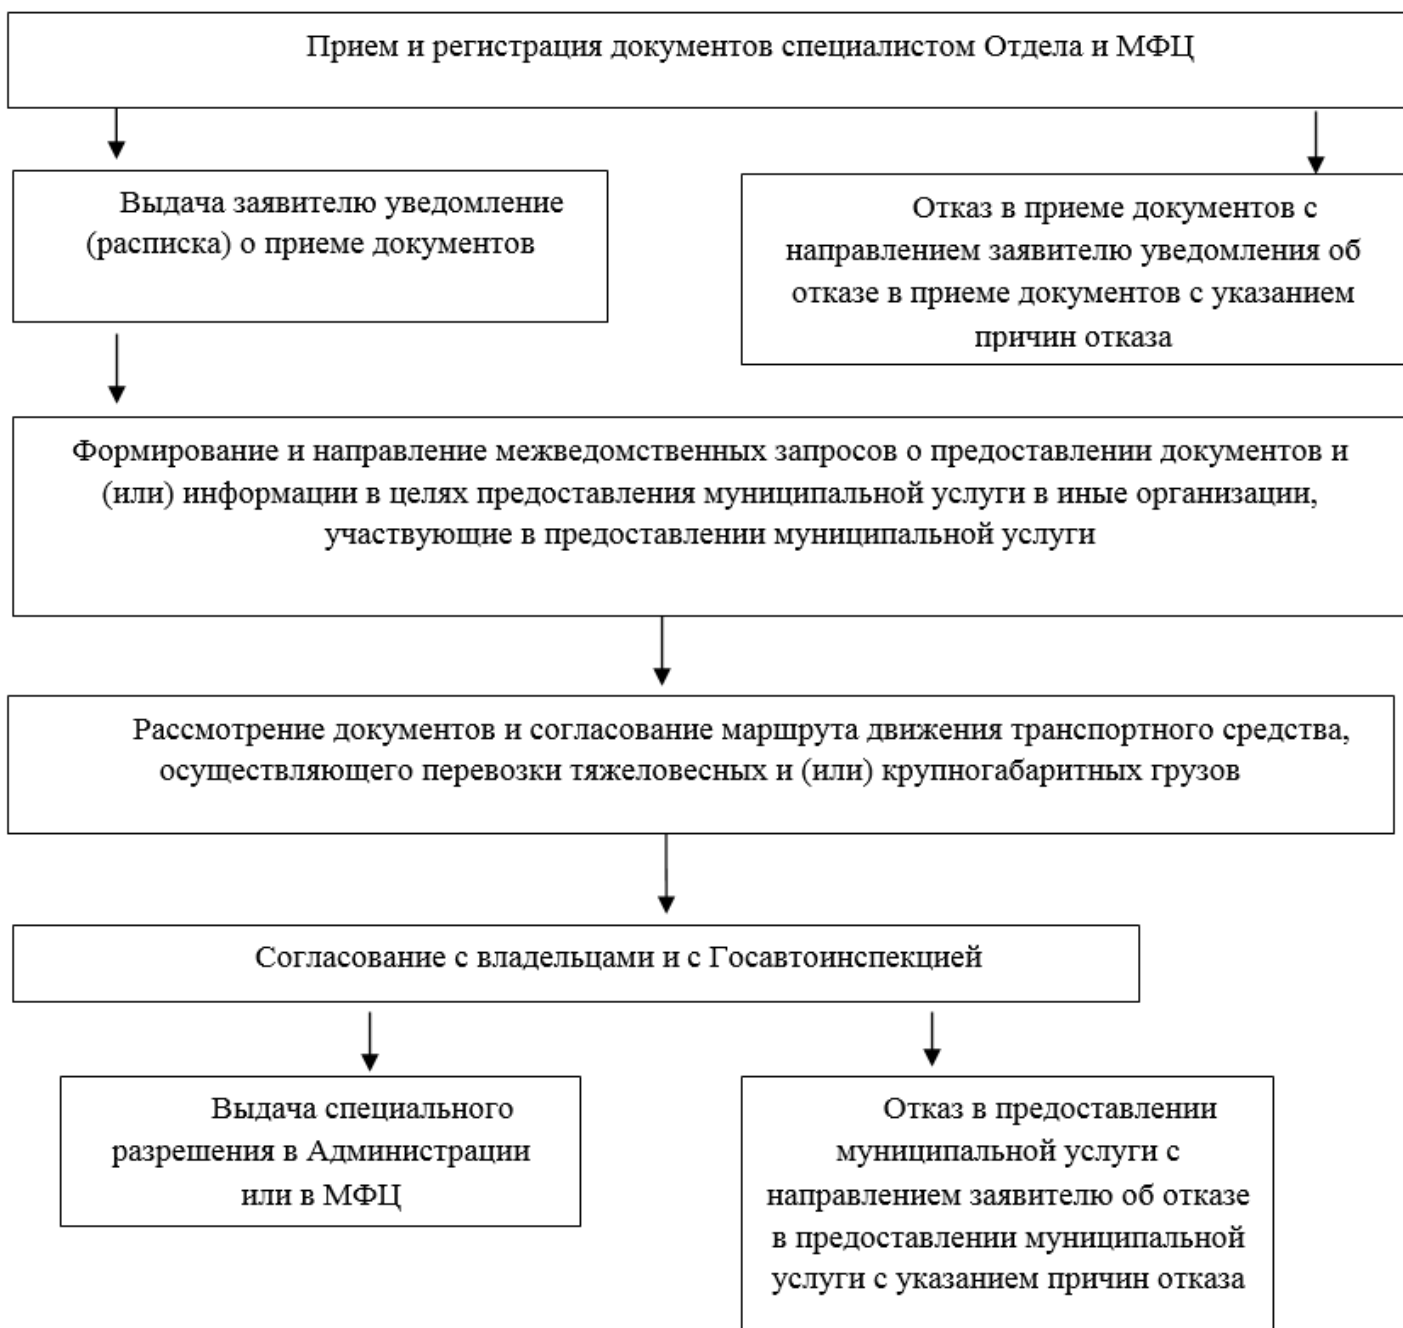 Прием и регистрация документов специалистом Отдела и МФЦ
Выдача заявителю уведомление
(расписка) о приеме документов
Отказ в приеме документов с
направлением заявителю уведомления об
отказе в приеме документов с указанием
причин отказа
Формирование и направление межведомственных запросов о предоставлении документов и
(или) информации в целях предоставления муниципальной услуги в иные организации,
участвующие в предоставлении муниципальной услуги
Рассмотрение документов и согласование маршрута движения транспортного средства,
осуществляющего перевозки тяжеловесных и (или) крупногабаритных грузов
Согласование с владельцами и с Госавтоинспекцией
Выдача специального
разрешения в Администрации
или в МФЦ
Отказ в предоставлении
муниципальной услуги с
направлением заявителю об отказе
в предоставлении муниципальной
услуги с указанием причин отказа